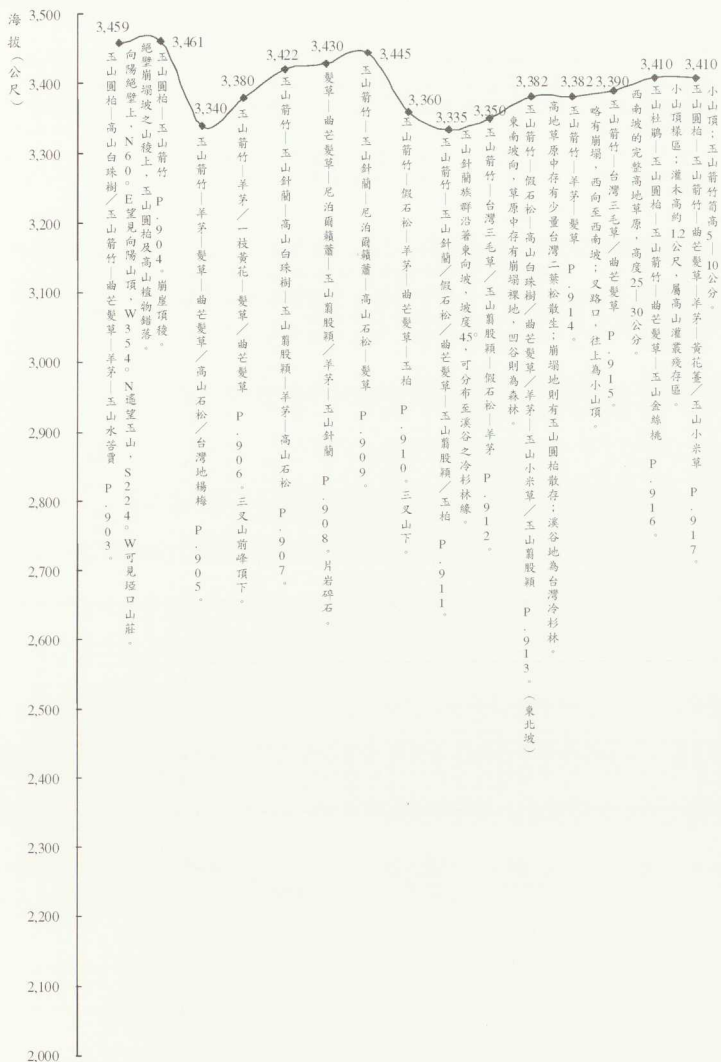 海拔（公尺）
3,500
3,400
3,300
3,200
3,100
3,000
2,900
2,800
2,700
2,600
2,500
2,400
2,300
2,200
2,100
2,000
3,459
玉山圓柏—高山白珠樹／玉山箭竹—曲芒髮草—羊茅—玉山水苦蕒 P.903。
向陽絕壁上，N60°E望見向陽山頂，W354°N遙望玉山，S224°W可見埡口山莊。
絕壁崩塌坡之山稜上，玉山圓柏及高山植物錯落。
3,461
玉山圓柏—玉山箭竹 P.904。崩崖頂稜。
3,340
玉山箭竹—羊茅—髮草—曲芒髮草／高山石松／台灣地楊梅 P.905。
3,380
玉山箭竹—羊茅／一枝黃花—髮草／曲芒髮草 P.906。三叉山前峰頂下。
3,422
玉山箭竹—玉山針藺—高山白珠樹—玉山翦股穎—羊茅—高山石松 P.907。
3,430
髮草—曲芒髮草—尼泊爾籟簫—玉山翦股穎／羊茅—玉山針藺 P.908。片岩碎石。
3,445
玉山箭竹—玉山針藺—尼泊爾籟簫—高山石松—髮草 P.909。
3,360
玉山箭竹—假石松—羊茅—曲芒髮草—玉柏 P.910。三叉山下。
3,335
玉山箭竹—玉山針藺／假石松／曲芒髮草—玉山翦股穎／玉柏 P.911。
玉山針藺族群沿著東向坡，坡度45°，可分布至溪谷之冷杉林緣。
3,350
玉山箭竹—台灣三毛草／玉山翦股穎—假石松—羊茅 P.912。
東南坡向，草原中存有崩塌裸地，凹谷則為森林。
3,382
玉山箭竹—假石松—高山白珠樹／曲芒髮草／羊茅—玉山小米草／玉山翦股穎 P.913。（東北坡）
高地草原中存有少量台灣二葉松散生；崩塌地則有玉山圓柏散存；溪谷地為台灣冷杉林。
3,382
玉山箭竹—羊茅—髮草 P.914。
略有崩塌，西向至西南坡；叉路口，往上為小山頂。
3,390
玉山箭竹—台灣三毛草／曲芒髮草 P.915。
西南坡的完整高地草原，高度25—30公分。
3,410
玉山杜鵑—玉山圓柏—玉山箭竹—曲芒髮草—玉山金絲桃 P.916。
小山頂樣區；灌木高約1.2公尺，屬高山灌叢殘存區。
3,410
玉山圓柏—玉山箭竹—曲芒髮草—羊茅—黃花菱／玉山小米草 P.917。
小山頂；玉山箭竹篙高5—10公分。